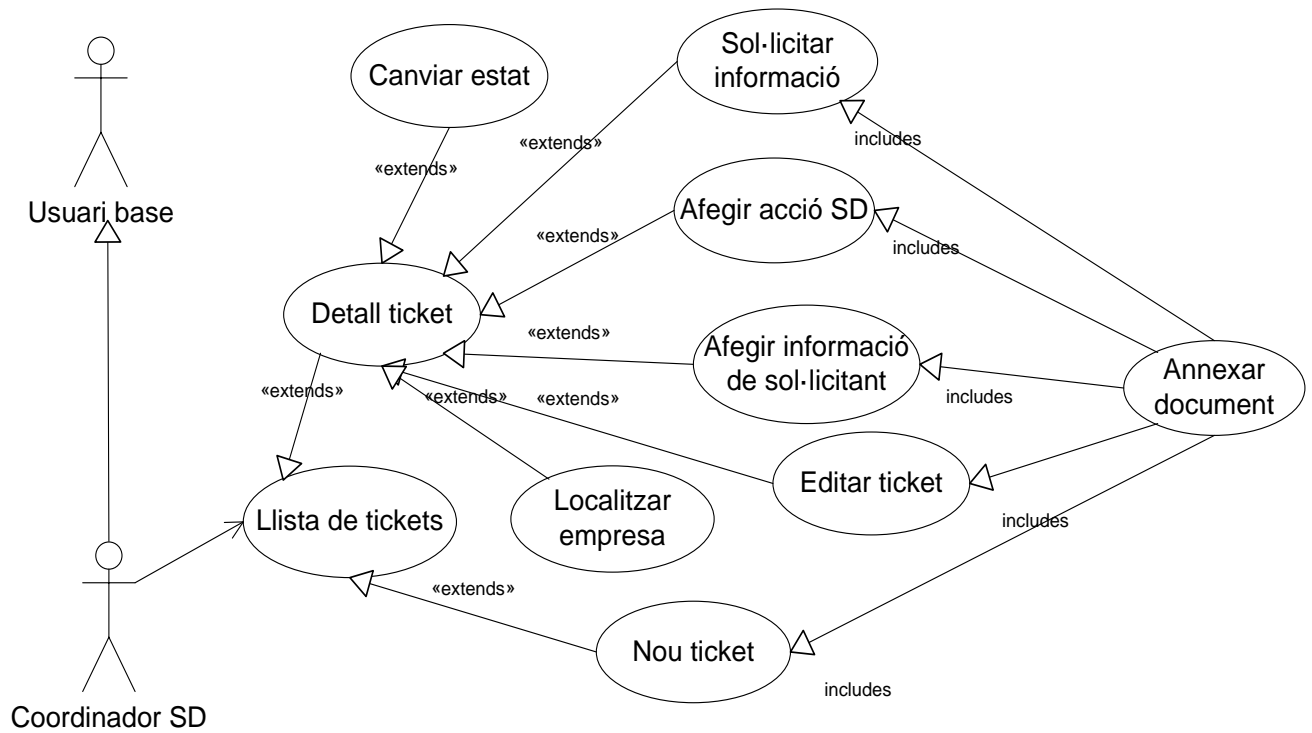 Sol·licitar
informació
Canviar estat
includes
«extends»
«extends»
Usuari base
Afegir acció SD
«extends»
includes
Detall ticket
«extends»
Afegir informació
de sol·licitant
Annexar
document
«extends»
«extends»
«extends»
includes
Editar ticket
Localitzar
empresa
Llista de tickets
includes
«extends»
Nou ticket
includes
Coordinador SD